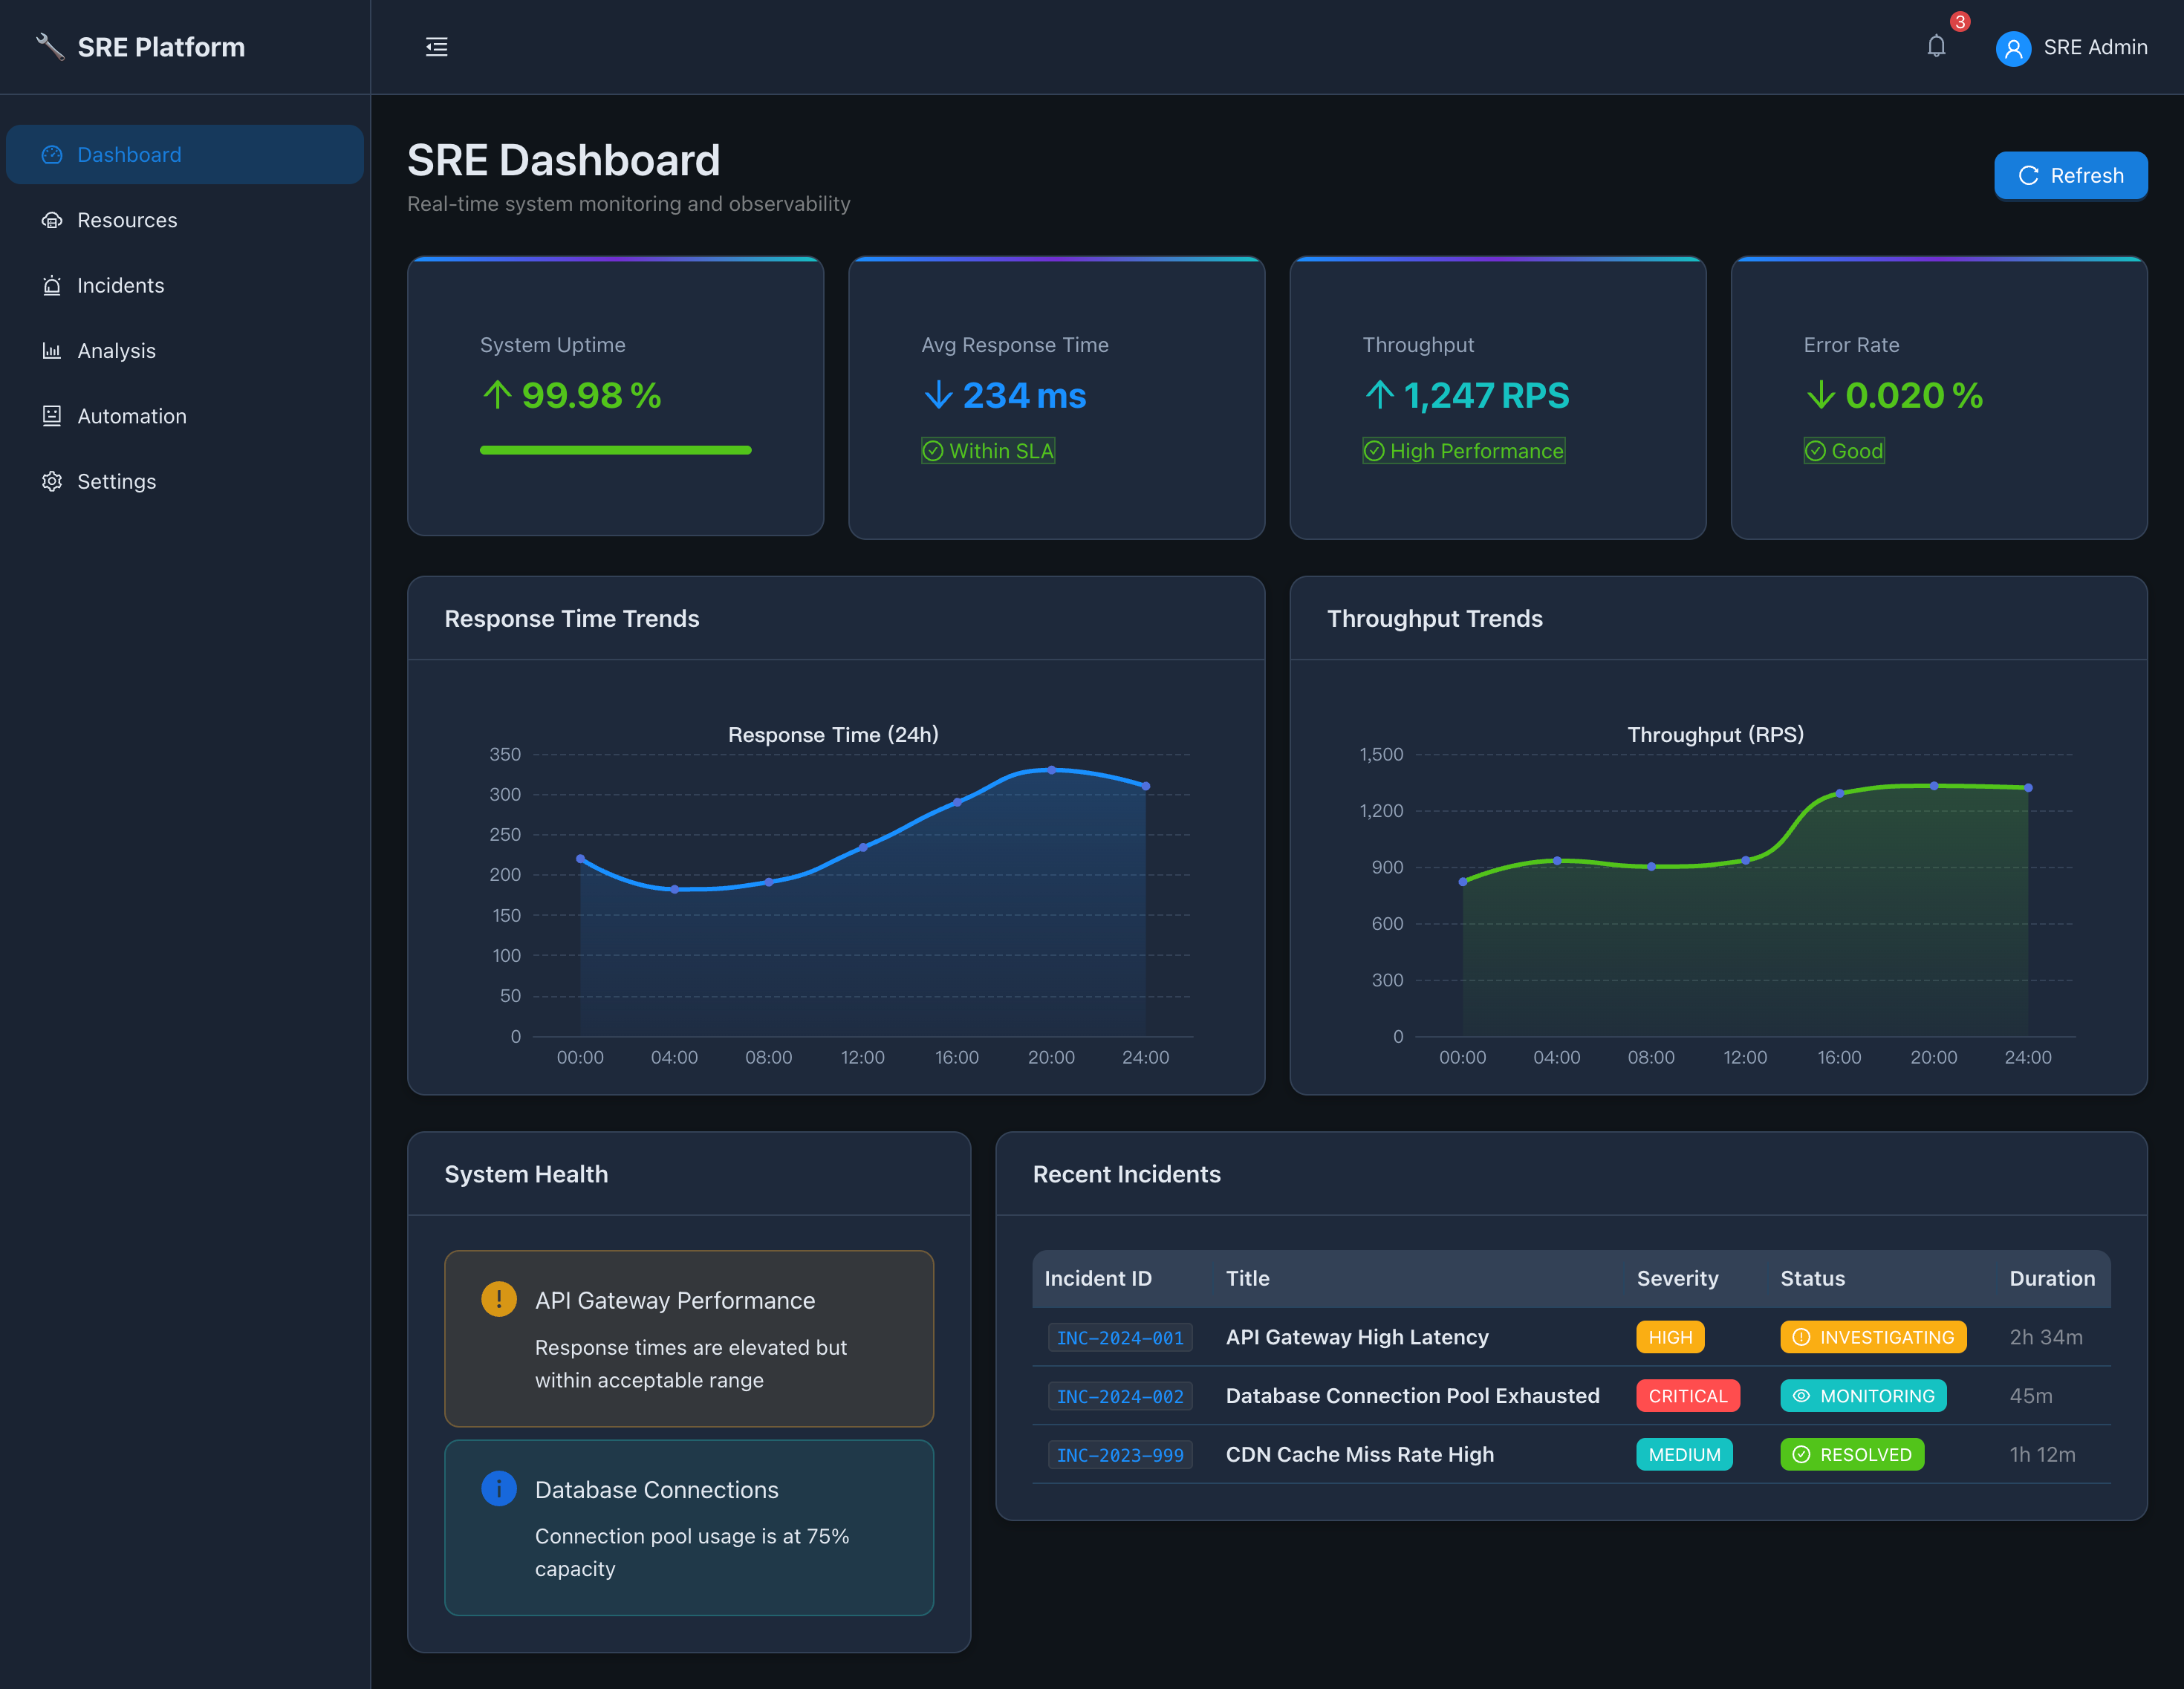 SRE Platform
3
SRE Admin
Dashboard
Resources
Incidents
Analysis
Automation
Settings
SRE Dashboard
Real-time system monitoring and observability
Refresh
System Uptime
99.98 %
Avg Response Time
234 ms
Within SLA
Throughput
1,247 RPS
High Performance
Error Rate
0.020 %
Good
Response Time Trends
Response Time (24h)
350
300
250
200
150
100
50
0
00:00 04:00 08:00 12:00 16:00 20:00 24:00
Throughput Trends
Throughput (RPS)
1,500
1,200
900
600
300
0
00:00 04:00 08:00 12:00 16:00 20:00 24:00
System Health
API Gateway Performance
Response times are elevated but
within acceptable range
Database Connections
Connection pool usage is at 75%
capacity
Recent Incidents
Incident ID Title Severity Status Duration
INC-2024-001 API Gateway High Latency HIGH INVESTIGATING 2h 34m
INC-2024-002 Database Connection Pool Exhausted CRITICAL MONITORING 45m
INC-2023-999 CDN Cache Miss Rate High MEDIUM RESOLVED 1h 12m